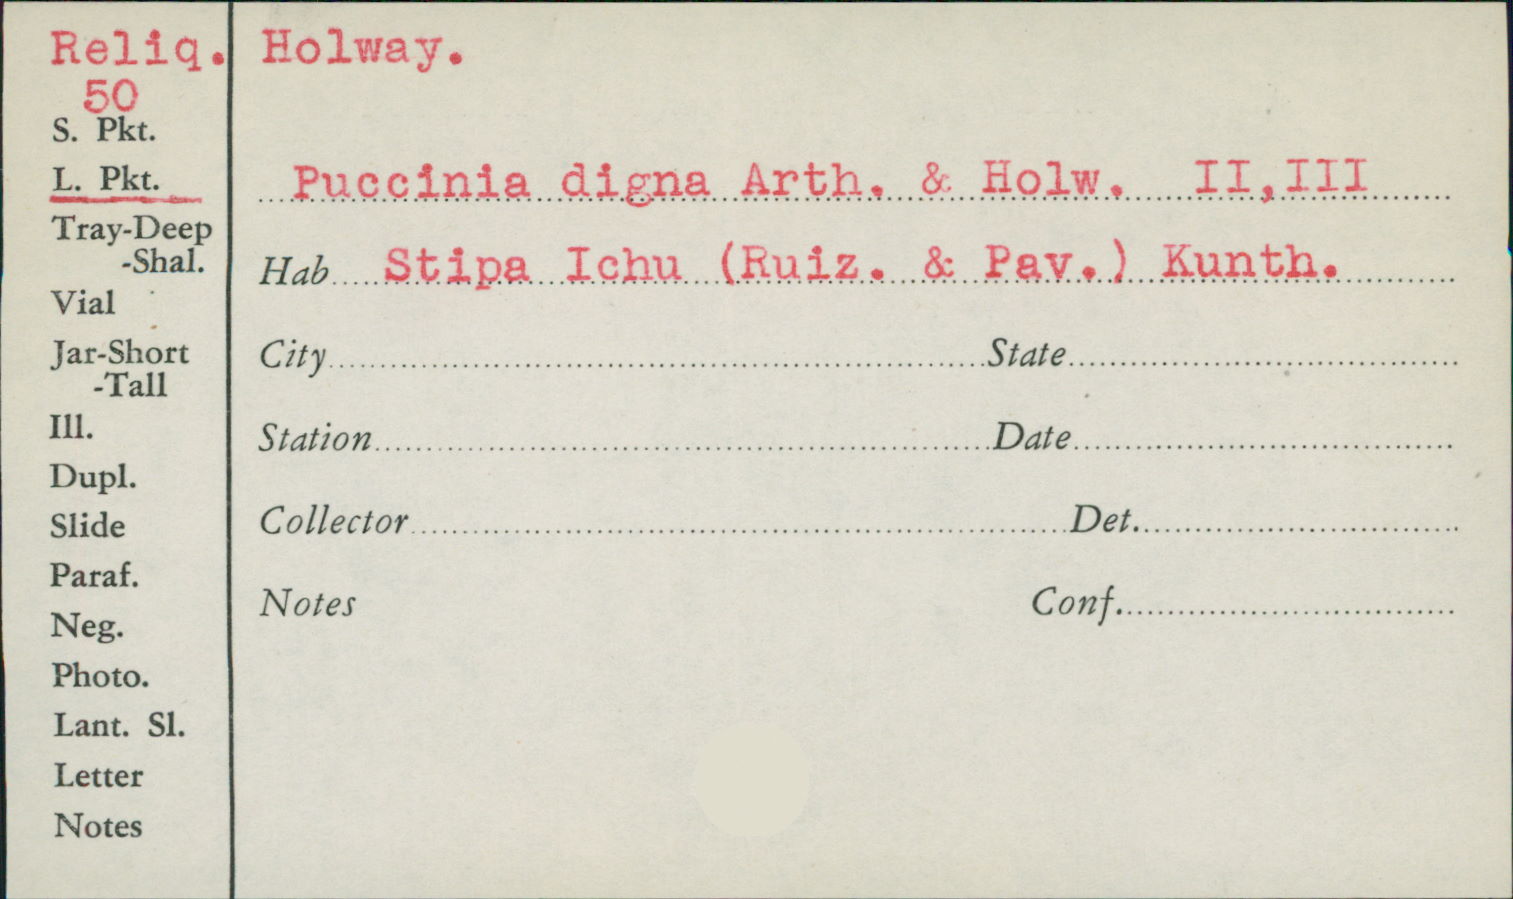 Reliq. Holway.
50
S. Pkt.
L. Pkt.
Puccinia digna Arth. & Holw. II,III
Tray-Deep
-Shal.
Hab Stipa Ichu (Ruiz. & Pav.) Kunth.
Vial
Jar-Short
-Tall
City State
Ill.
Station Date
Dupl.
Slide
Collector Det.
Paraf.
Neg.
Notes Conf.
Photo.
Lant. Sl.
Letter
Notes